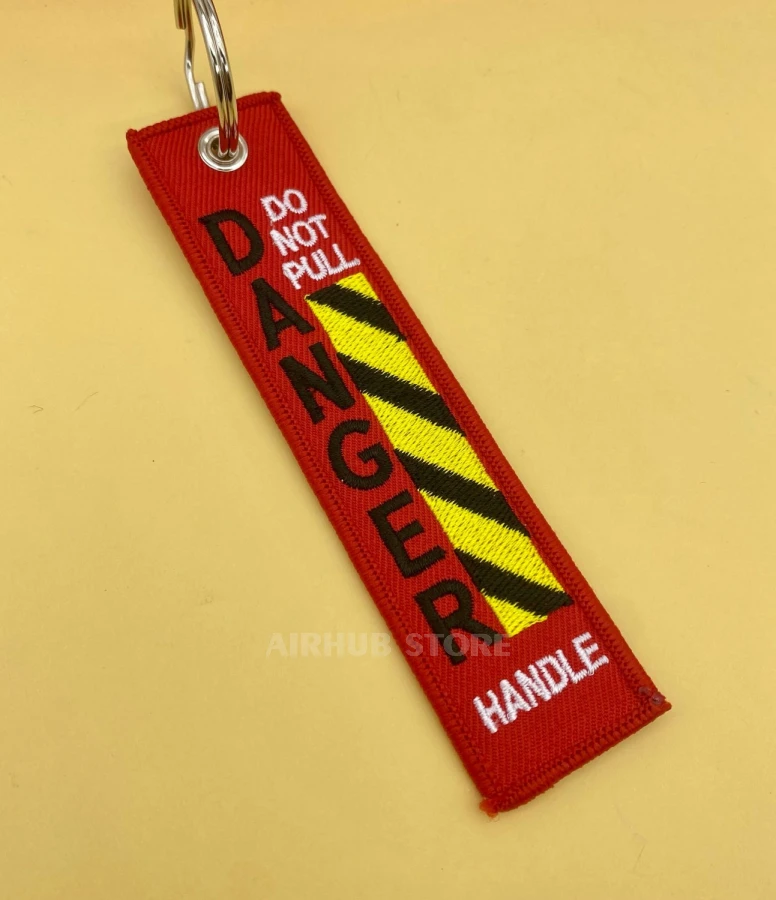 DO
NOT
PULL
DANGER
HANDLE
AIRHUB STORE